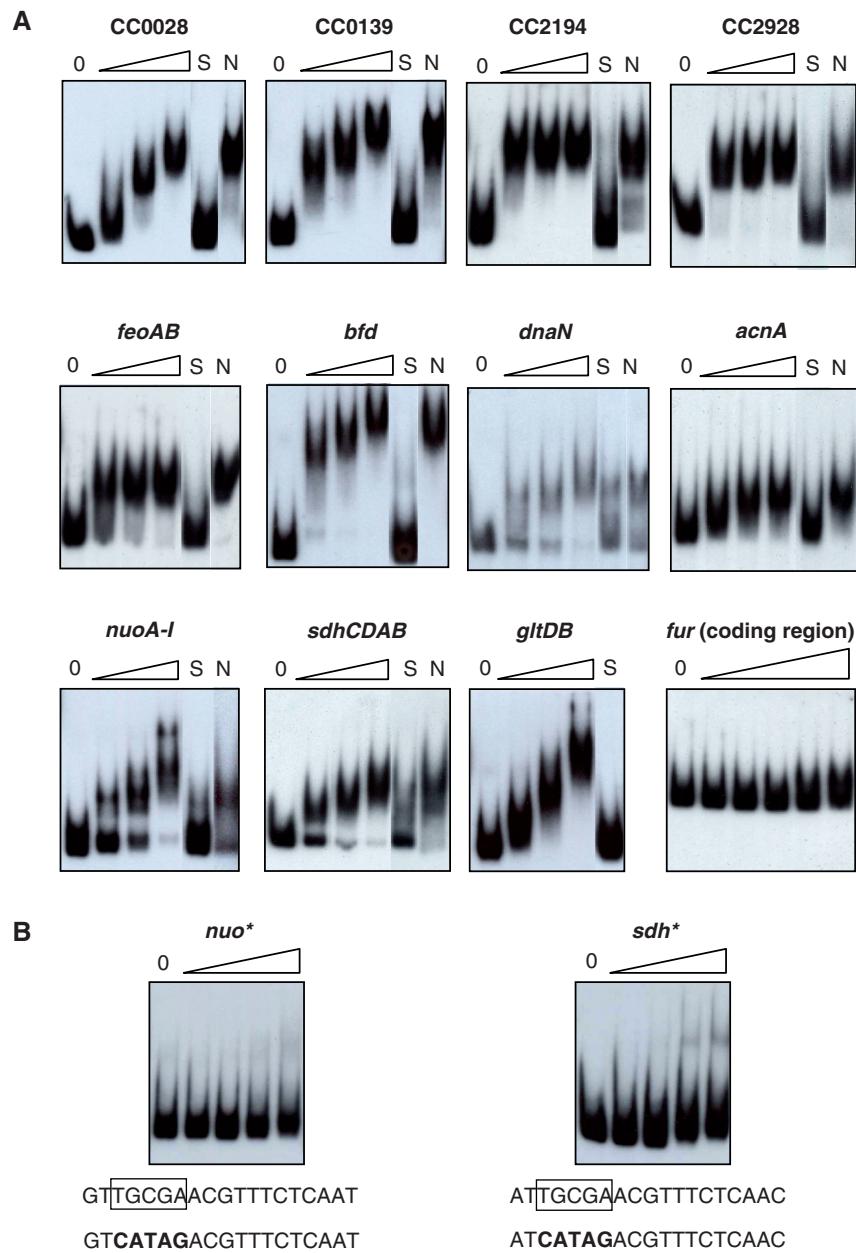 A
CC0028 CC0139 CC2194 CC2928
0 S N 0 S N 0 S N 0 S N
feoAB bfd dnaN acnA
0 S N 0 S N 0 S N 0 S N
nuoA-I sdhCDAB gltDB fur (coding region)
0 S N 0 S N 0 S 0
B
nuo* sdh*
0 0
GTTGCGAACGTTTCTCAAT ATTGCGAACGTTTCTCAAC
GTCATAGACGTTTCTCAAT ATCATAGACGTTTCTCAAC